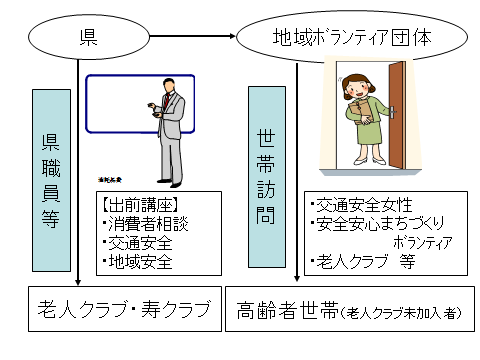 県
地域ボランティア団体
県職員等
世帯訪問
【出前講座】
・消費者相談
・交通安全
・地域安全
・交通安全女性
・安全安心まちづくり
ボランティア
・老人クラブ 等
老人クラブ・寿クラブ
高齢者世帯(老人クラブ未加入者)